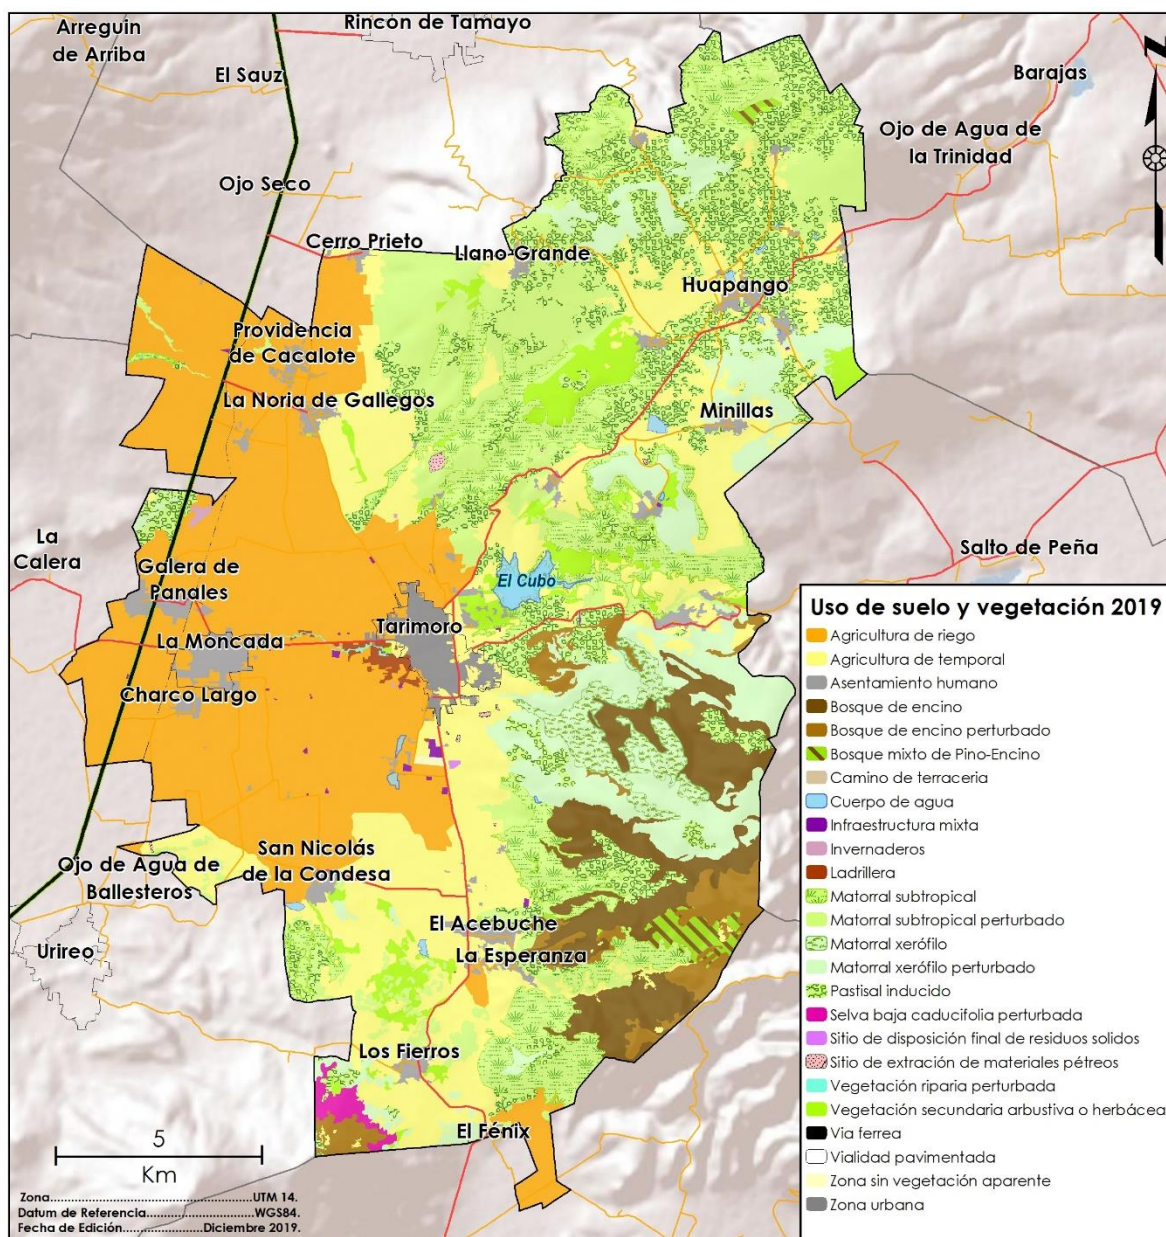 Arreguin
de Arriba
Rincón de Tamayo
El Sauz
Barajas
Ojo de Agua de
la Trinidad
Ojo Seco
Cerro Prieto
Llano Grande
Huapango
Providencia
de Cacalote
La Noria de Gallegos
Minillas
La
Calera
Galera de
Panales
El Cubo
Salto de Peña
Tarimoro
La Moncada
Charco Largo
San Nicolás
de la Condesa
Ojo de Agua de
Ballesteros
El Acebuche
La Esperanza
Urireo
Los Fierros
El Fénix
5
Km
Zona..............................................UTM 14.
Datum de Referencia......................WGS84.
Fecha de Edición.............Diciembre 2019.
Uso de suelo y vegetación 2019
Agricultura de riego
Agricultura de temporal
Asentamiento humano
Bosque de encino
Bosque de encino perturbado
Bosque mixto de Pino-Encino
Camino de terraceria
Cuerpo de agua
Infraestructura mixta
Invernaderos
Ladrillera
Matorral subtropical
Matorral subtropical perturbado
Matorral xerófilo
Matorral xerófilo perturbado
Pastisal inducido
Selva baja caducifolia perturbada
Sitio de disposición final de residuos solidos
Sitio de extración de materiales pétreos
Vegetación riparia perturbada
Vegetación secundaria arbustiva o herbácea
Via ferrea
Vialidad pavimentada
Zona sin vegetación aparente
Zona urbana